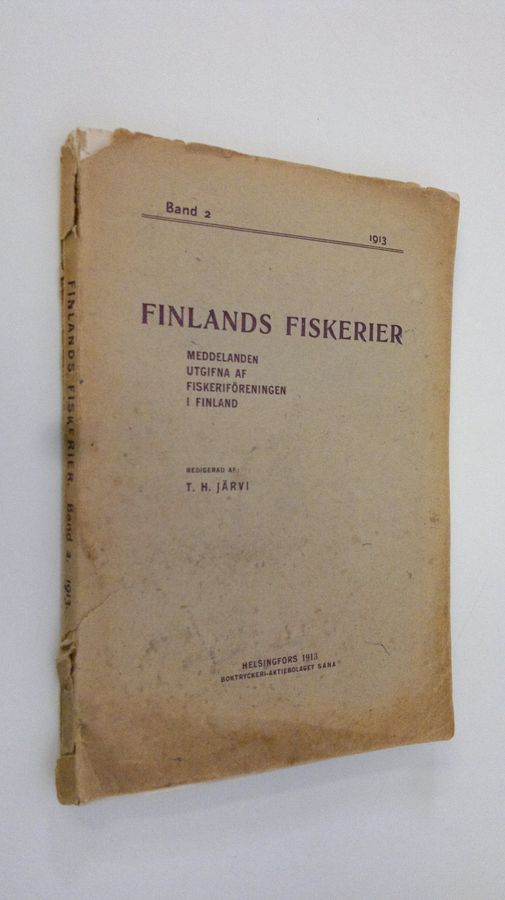 Band 2
1913
FINLANDS FISKERIER
MEDDELANDEN
UTGIFNA AF
FISKERIFÖRENINGEN
I FINLAND
REDIGERAD AF:
T. H. JÄRVI
HELSINGFORS 1913
BOKTRYCKERI-AKTIEBOLAGET SANA
FINLANDS FISKERIER. Band 2, 1913.